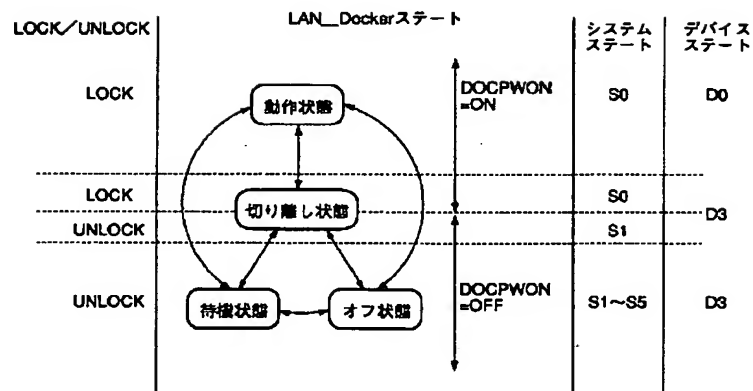 LOCK/UNLOCK
LAN__Dockerステート
システム
ステート
デバイス
ステート
LOCK
動作状態
DOCPWON
=ON
S0
D0
LOCK
切り離し状態
S0
D3
UNLOCK
S1
UNLOCK
待機状態
オフ状態
DOCPWON
=OFF
S1～S5
D3